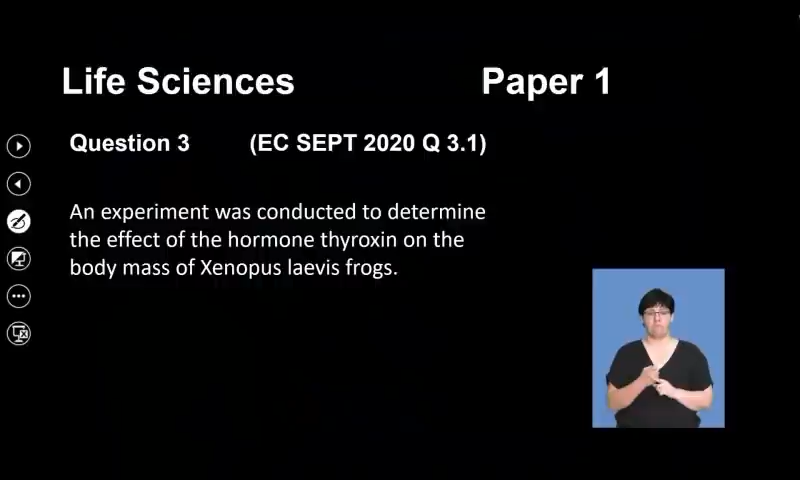 Life Sciences Paper 1
Question 3 (EC SEPT 2020 Q 3.1)
An experiment was conducted to determine
the effect of the hormone thyroxin on the
body mass of Xenopus laevis frogs.